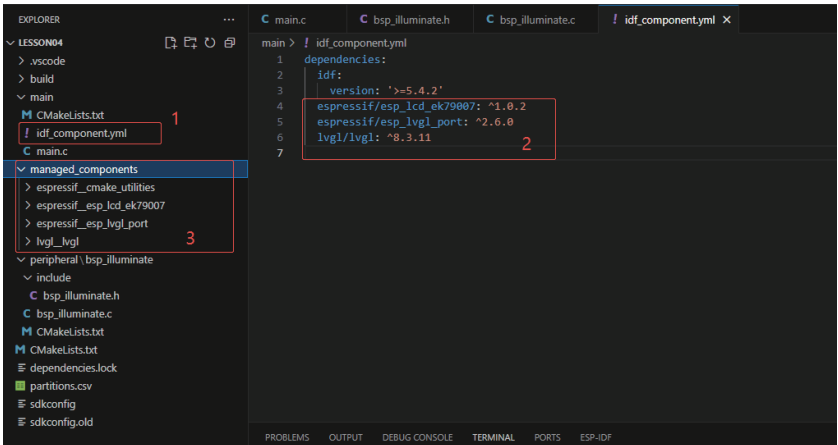 EXPLORER
LESSON04
.vscode
build
main
CMakeLists.txt
idf_component.yml
main.c
managed_components
espressif__cmake_utilities
espressif__esp_lcd_ek79007
espressif__esp_lvgl_port
lvgl__lvgl
peripheral\bsp_illuminate
include
bsp_illuminate.h
bsp_illuminate.c
CMakeLists.txt
CMakeLists.txt
dependencies.lock
partitions.csv
sdkconfig
sdkconfig.old
1
3
C main.c C bsp_illuminate.h C bsp_illuminate.c ! idf_component.yml
main > ! idf_component.yml
1 dependencies:
2 idf:
3 version: '>=5.4.2'
4 espressif/esp_lcd_ek79007: ^1.0.2
5 espressif/esp_lvgl_port: ^2.6.0
6 lvgl/lvgl: ^8.3.11
7
2
PROBLEMS OUTPUT DEBUG CONSOLE TERMINAL PORTS ESP-IDF